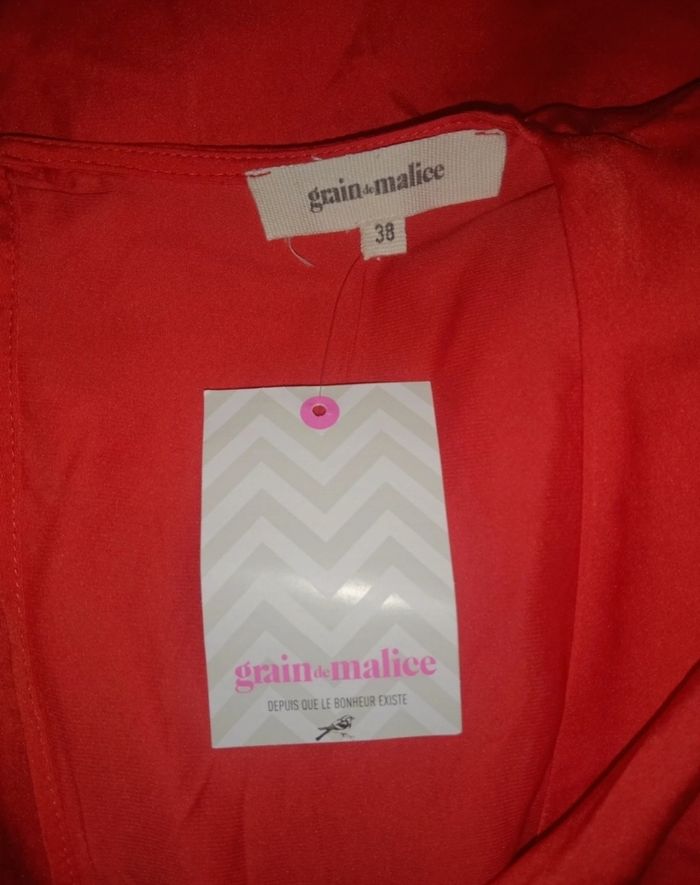 grain de malice
38
grain de malice
DEPUIS QUE LE BONHEUR EXISTE